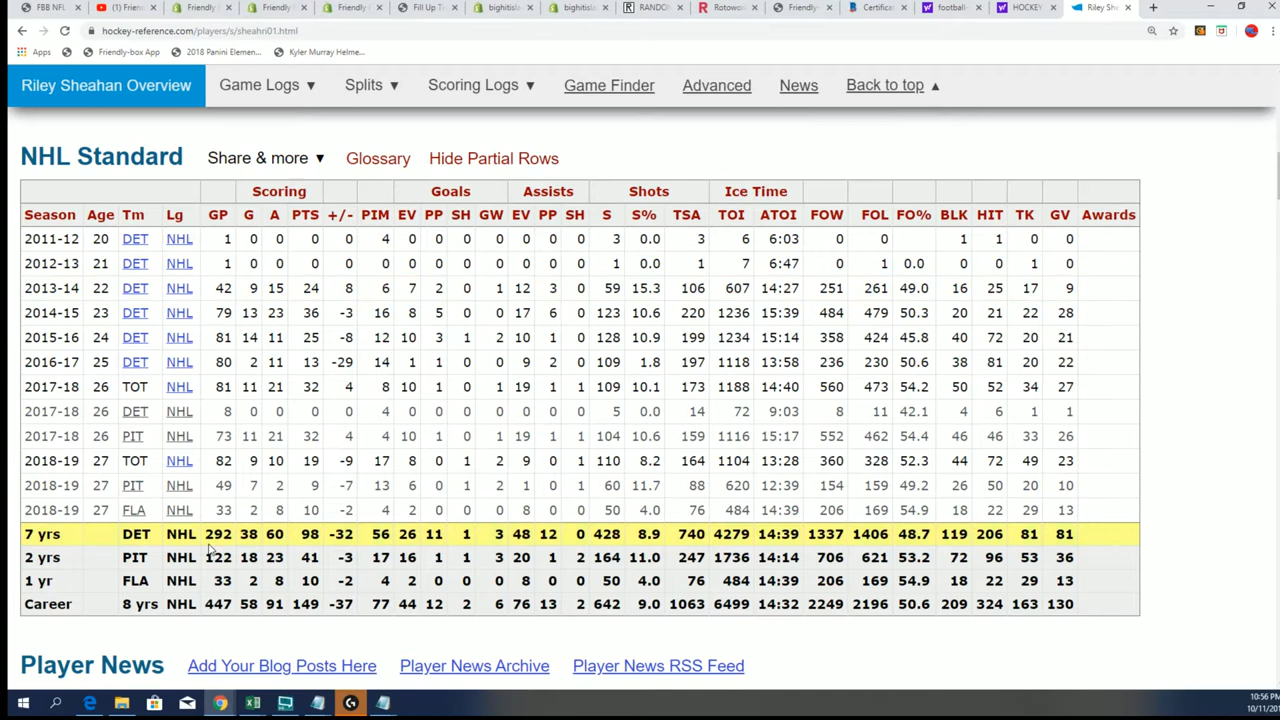 FBB NFL (1) Friend Friendly Friendly Friendly Fill Up Ti bighitisla bighitisla RANDO Rotowor Friendly- Certifica football- HOCKEY Riley She
hockey-reference.com/players/s/sheahri01.html
Apps Friendly-box App 2018 Panini Elemen... Kyler Murray Helme...
Riley Sheahan Overview Game Logs ▼ Splits ▼ Scoring Logs ▼ Game Finder Advanced News Back to top ▲
NHL Standard Share & more ▼ Glossary Hide Partial Rows
Scoring Goals Assists Shots Ice Time
Season Age Tm Lg GP G A PTS +/- PIM EV PP SH GW EV PP SH S S% TSA TOI ATOI FOW FOL FO% BLK HIT TK GV Awards
2011-12 20 DET NHL 1 0 0 0 0 4 0 0 0 0 0 0 0 3 0.0 3 6 6:03 0 0 1 1 0 0
2012-13 21 DET NHL 1 0 0 0 0 0 0 0 0 0 0 0 0 1 0.0 1 7 6:47 0 1 0.0 0 0 1 0
2013-14 22 DET NHL 42 9 15 24 8 6 7 2 0 1 12 3 0 59 15.3 106 607 14:27 251 261 49.0 16 25 17 9
2014-15 23 DET NHL 79 13 23 36 -3 16 8 5 0 0 17 6 0 123 10.6 220 1236 15:39 484 479 50.3 20 21 22 28
2015-16 24 DET NHL 81 14 11 25 -8 12 10 3 1 2 10 1 0 128 10.9 199 1234 15:14 358 424 45.8 40 72 20 21
2016-17 25 DET NHL 80 2 11 13 -29 14 1 1 0 0 9 2 0 109 1.8 197 1118 13:58 236 230 50.6 38 81 20 22
2017-18 26 TOT NHL 81 11 21 32 4 8 10 1 0 1 19 1 1 109 10.1 173 1188 14:40 560 473 54.2 50 52 34 27
2017-18 26 DET NHL 8 0 0 0 0 4 0 0 0 0 0 0 0 5 0.0 14 72 9:03 8 11 42.1 4 6 1 1
2017-18 26 PIT NHL 73 11 21 32 4 4 10 1 0 1 19 1 1 104 10.6 159 1116 15:17 552 462 54.4 46 46 33 26
2018-19 27 TOT NHL 82 9 10 19 -9 17 8 0 1 2 9 0 1 110 8.2 164 1104 13:28 360 328 52.3 44 72 49 23
2018-19 27 PIT NHL 49 7 2 9 -7 13 6 0 1 2 1 0 1 60 11.7 88 620 12:39 154 159 49.2 26 50 20 10
2018-19 27 FLA NHL 33 2 8 10 -2 4 2 0 0 0 8 0 0 50 4.0 76 484 14:39 206 169 54.9 18 22 29 13
7 yrs DET NHL 292 38 60 98 -32 56 26 11 1 3 48 12 0 428 8.9 740 4279 14:39 1337 1406 48.7 119 206 81 81
2 yrs PIT NHL 122 18 23 41 -3 17 16 1 1 3 20 1 2 164 11.0 247 1736 14:14 706 621 53.2 72 96 53 36
1 yr FLA NHL 33 2 8 10 -2 4 2 0 0 0 8 0 0 50 4.0 76 484 14:39 206 169 54.9 18 22 29 13
Career 8 yrs NHL 447 58 91 149 -37 77 44 12 2 6 76 13 2 642 9.0 1063 6499 14:32 2249 2196 50.6 209 324 163 130
Player News Add Your Blog Posts Here Player News Archive Player News RSS Feed
10:56 PM